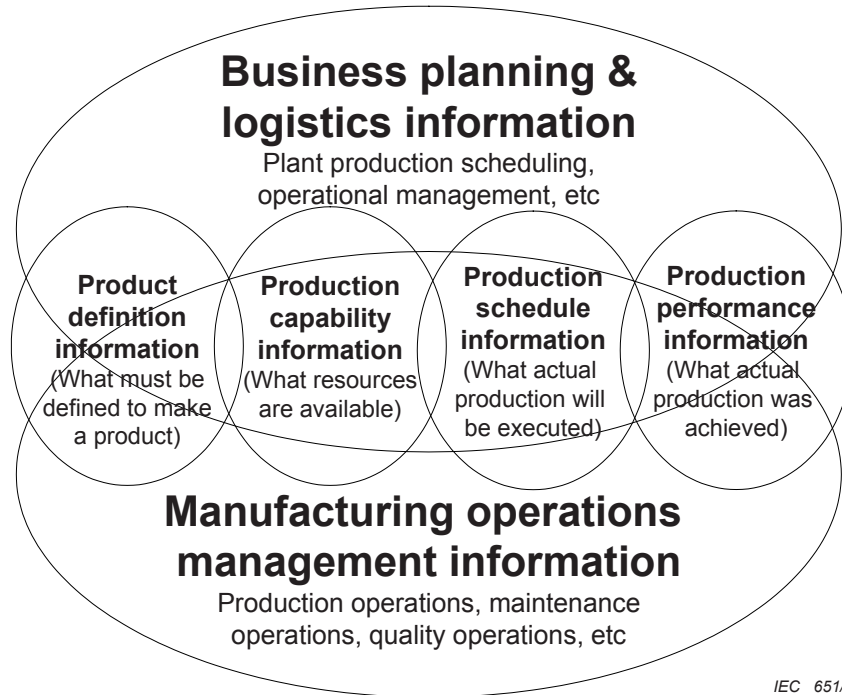 Business planning &
logistics information
Plant production scheduling,
operational management, etc
Product
definition
information
(What must be
defined to make
a product)
Production
capability
information
(What resources
are available)
Production
schedule
information
(What actual
production will
be executed)
Production
performance
information
(What actual
production was
achieved)
Manufacturing operations
management information
Production operations, maintenance
operations, quality operations, etc
IEC 651/